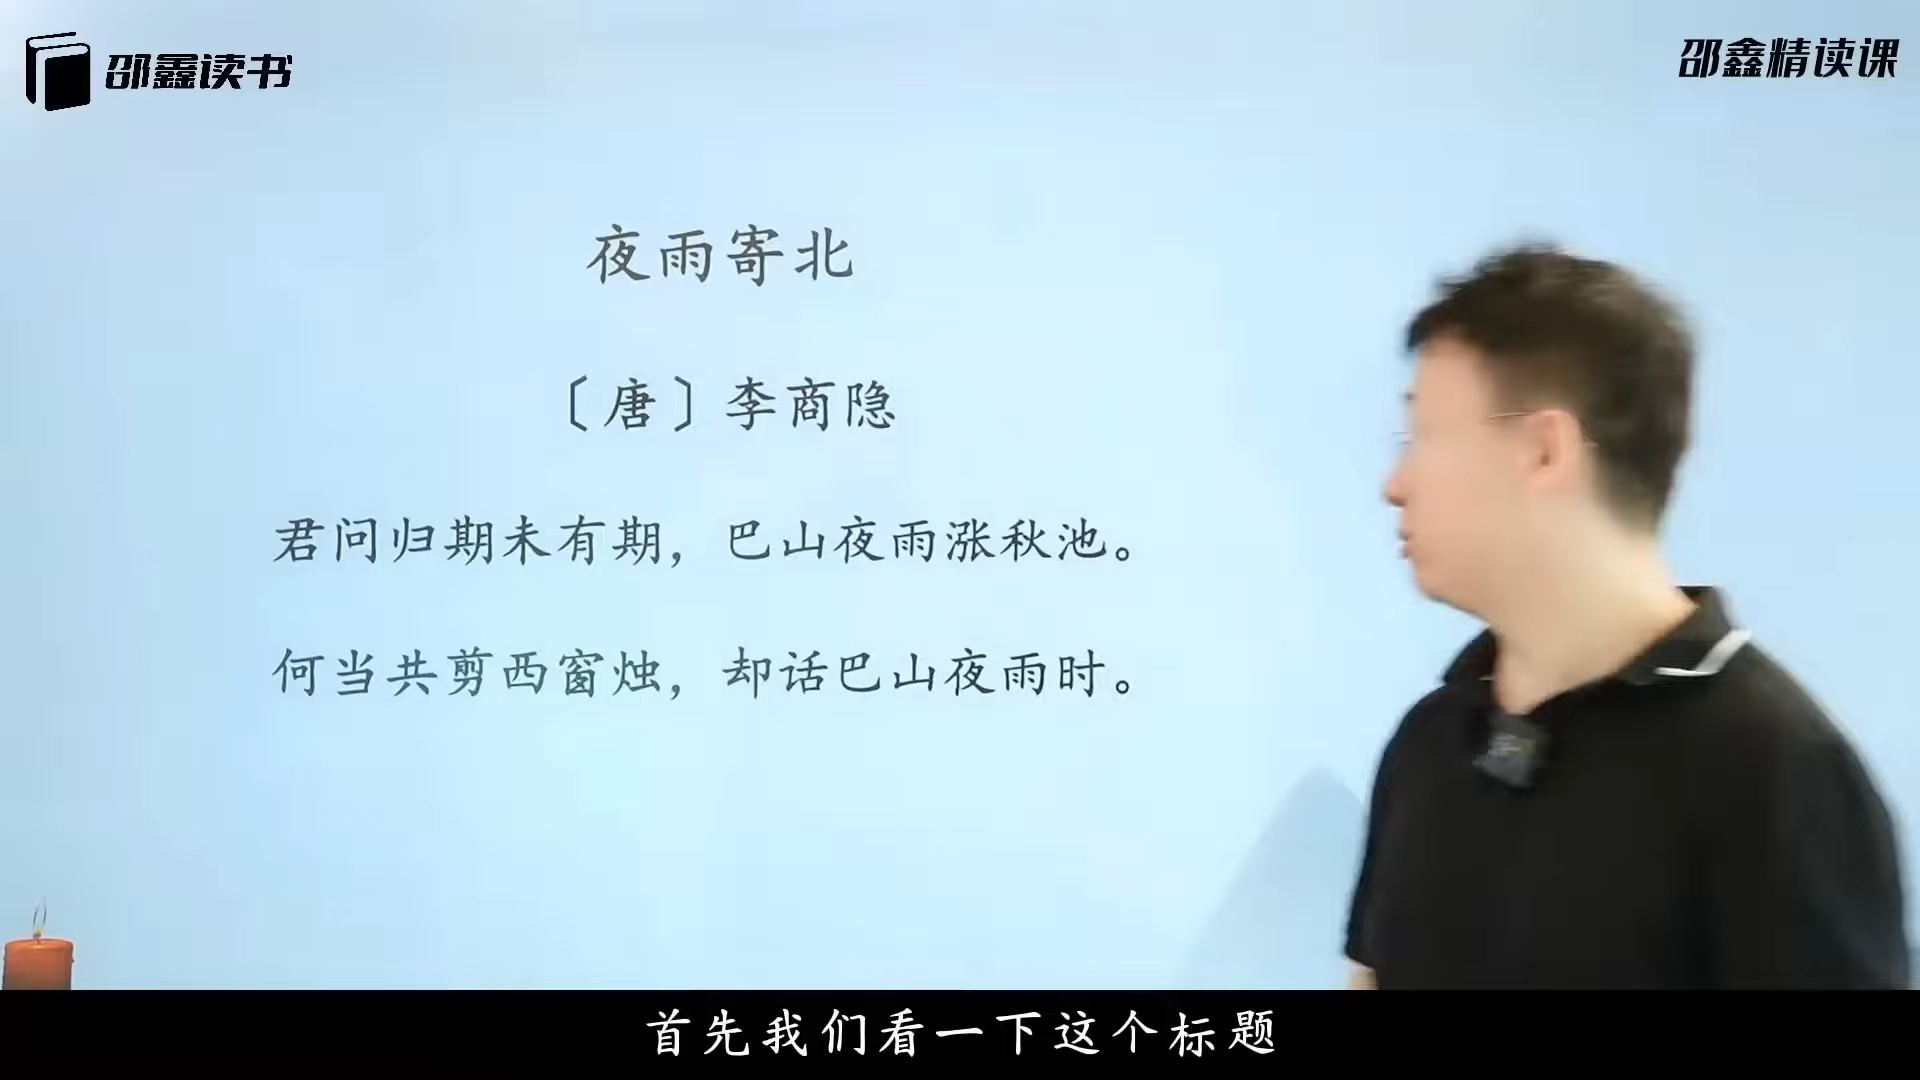 邵鑫读书
邵鑫精读课
夜雨寄北
〔唐〕李商隐
君问归期未有期，巴山夜雨涨秋池。
何当共剪西窗烛，却话巴山夜雨时。
首先我们看一下这个标题